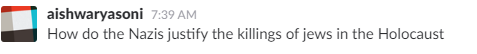 aishwaryasoni 7:39 AM
How do the Nazis justify the killings of jews in the Holocaust